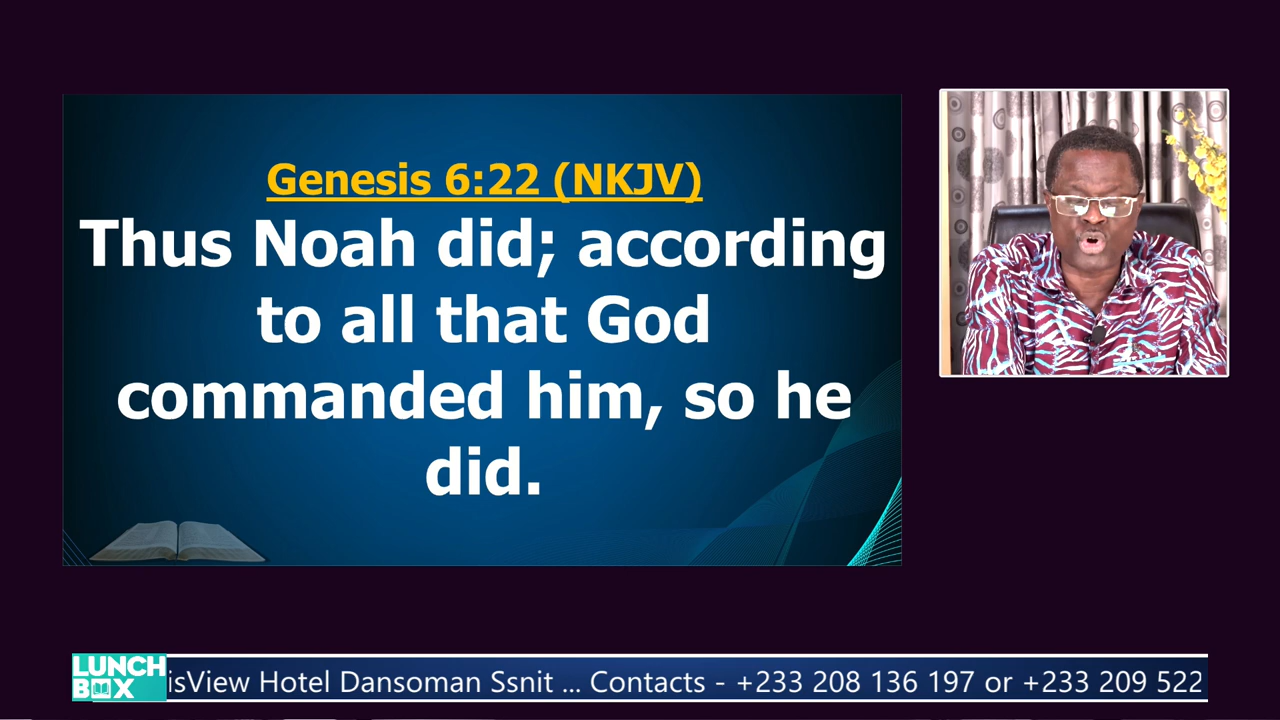 Genesis 6:22 (NKJV)
Thus Noah did; according
to all that God
commanded him, so he
did.
LUNCH
BOX
isView Hotel Dansoman Ssnit ... Contacts - +233 208 136 197 or +233 209 522